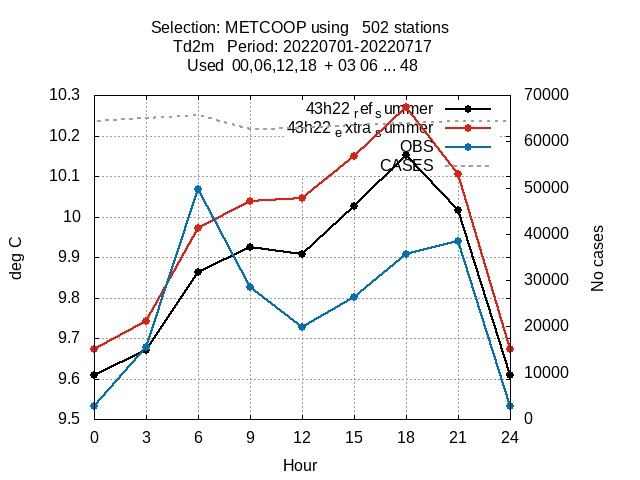 Selection: METCOOP using   502 stations
Td2m   Period: 20220701-20220717
Used  00,06,12,18  + 03 06 ... 48
10.3
10.2
10.1
10
9.9
9.8
9.7
9.6
9.5
deg C
43h22 ref summer
43h22 extra summer
OBS
CASES
70000
60000
50000
40000
30000
20000
10000
0
No cases
0 3 6 9 12 15 18 21 24
Hour